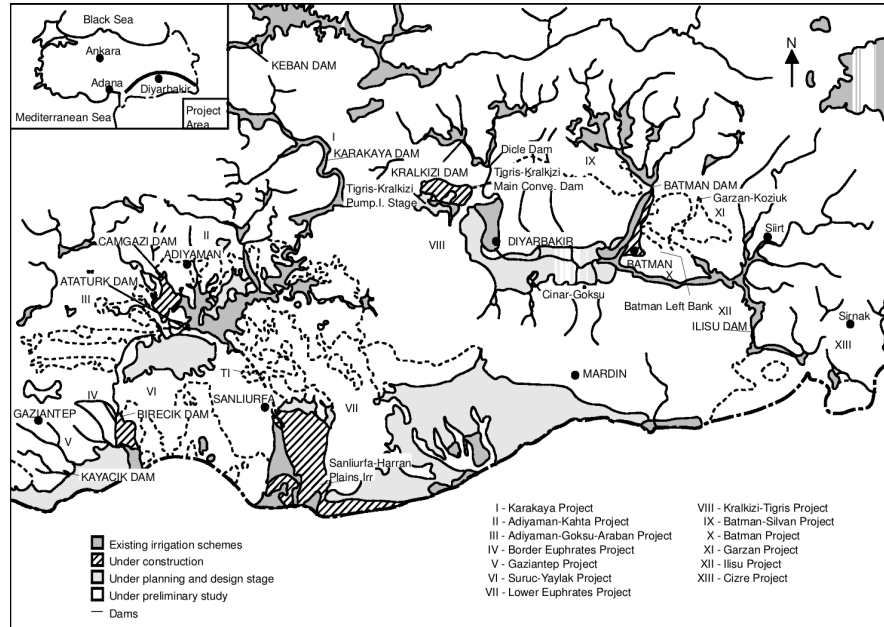 Black Sea
Ankara
Adana
Diyarbakir
Mediterranean Sea
Project
Area
N
KEBAN DAM
I
KARAKAYA DAM
Dicle Dam
IX
KRALKIZI DAM
Tigris-Kralkizi
Tigris-Kralkizi
Main Conve. Dam
Pump.I. Stage
BATMAN DAM
Garzan-Koziuk
XI
II
CAMGAZI DAM
ADIYAMAN
VIII
DIYARBAKIR
Siirt
ATATURK DAM
BATMAN
X
III
Cinar-Goksu
Batman Left Bank
XII
ILISU DAM
Sirnak
XIII
TI
MARDIN
VI
SANLIURFA
IV
BIRECIK DAM
VII
GAZIANTEP
V
Sanliurfa-Harran
Plains Irr
KAYACIK DAM
I - Karakaya Project
II - Adiyaman-Kahta Project
III - Adiyaman-Goksu-Araban Project
IV - Border Euphrates Project
V - Gaziantep Project
VI - Suruc-Yaylak Project
VII - Lower Euphrates Project
VIII - Kralkizi-Tigris Project
IX - Batman-Silvan Project
X - Batman Project
XI - Garzan Project
XII - Ilisu Project
XIII - Cizre Project
Existing irrigation schemes
Under construction
Under planning and design stage
Under preliminary study
Dams